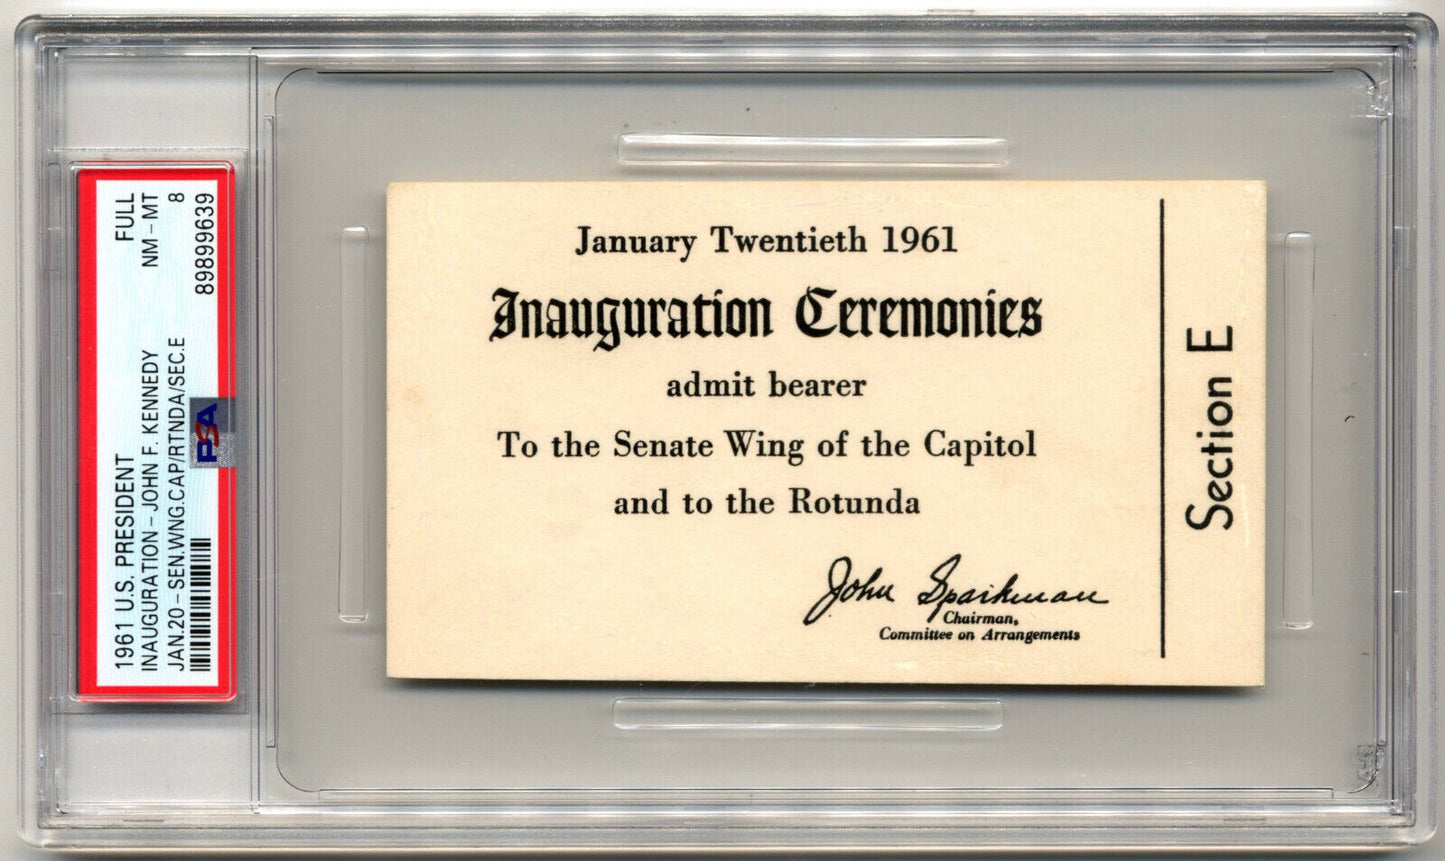 1961 U.S. PRESIDENT FULL
INAUGURATION - JOHN F. KENNEDY NM - MT
JAN.20 - SEN.WNG.CAP/RTNDA/SEC.E 8
89899639
PSA
January Twentieth 1961
Inauguration Ceremonies
admit bearer
To the Senate Wing of the Capitol
and to the Rotunda
John Sparkman
Chairman,
Committee on Arrangements
Section E